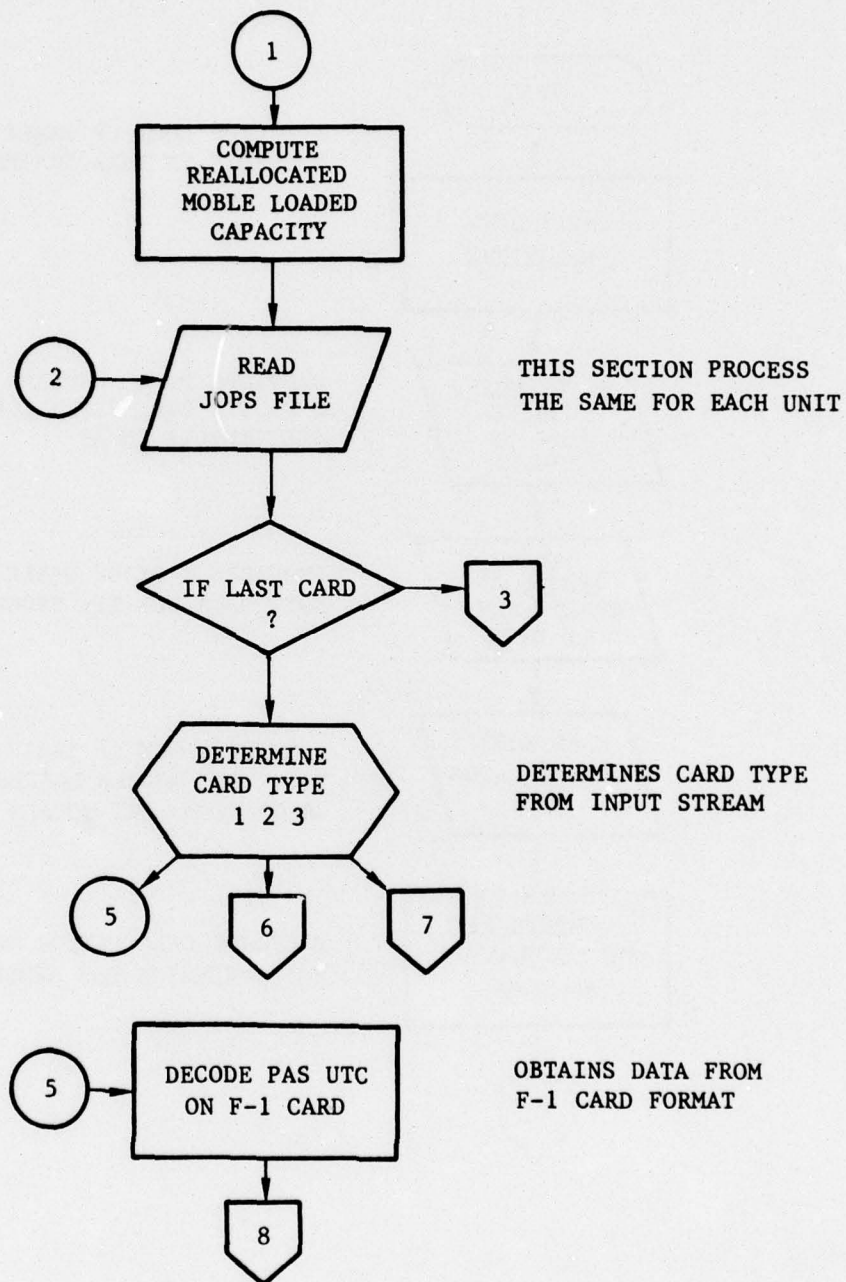 1
COMPUTE
REALLOCATED
MOBLE LOADED
CAPACITY
2
READ
JOPS FILE
THIS SECTION PROCESS
THE SAME FOR EACH UNIT
IF LAST CARD
?
3
DETERMINE
CARD TYPE
1 2 3
DETERMINES CARD TYPE
FROM INPUT STREAM
5
6
7
5
DECODE PAS UTC
ON F-1 CARD
OBTAINS DATA FROM
F-1 CARD FORMAT
8